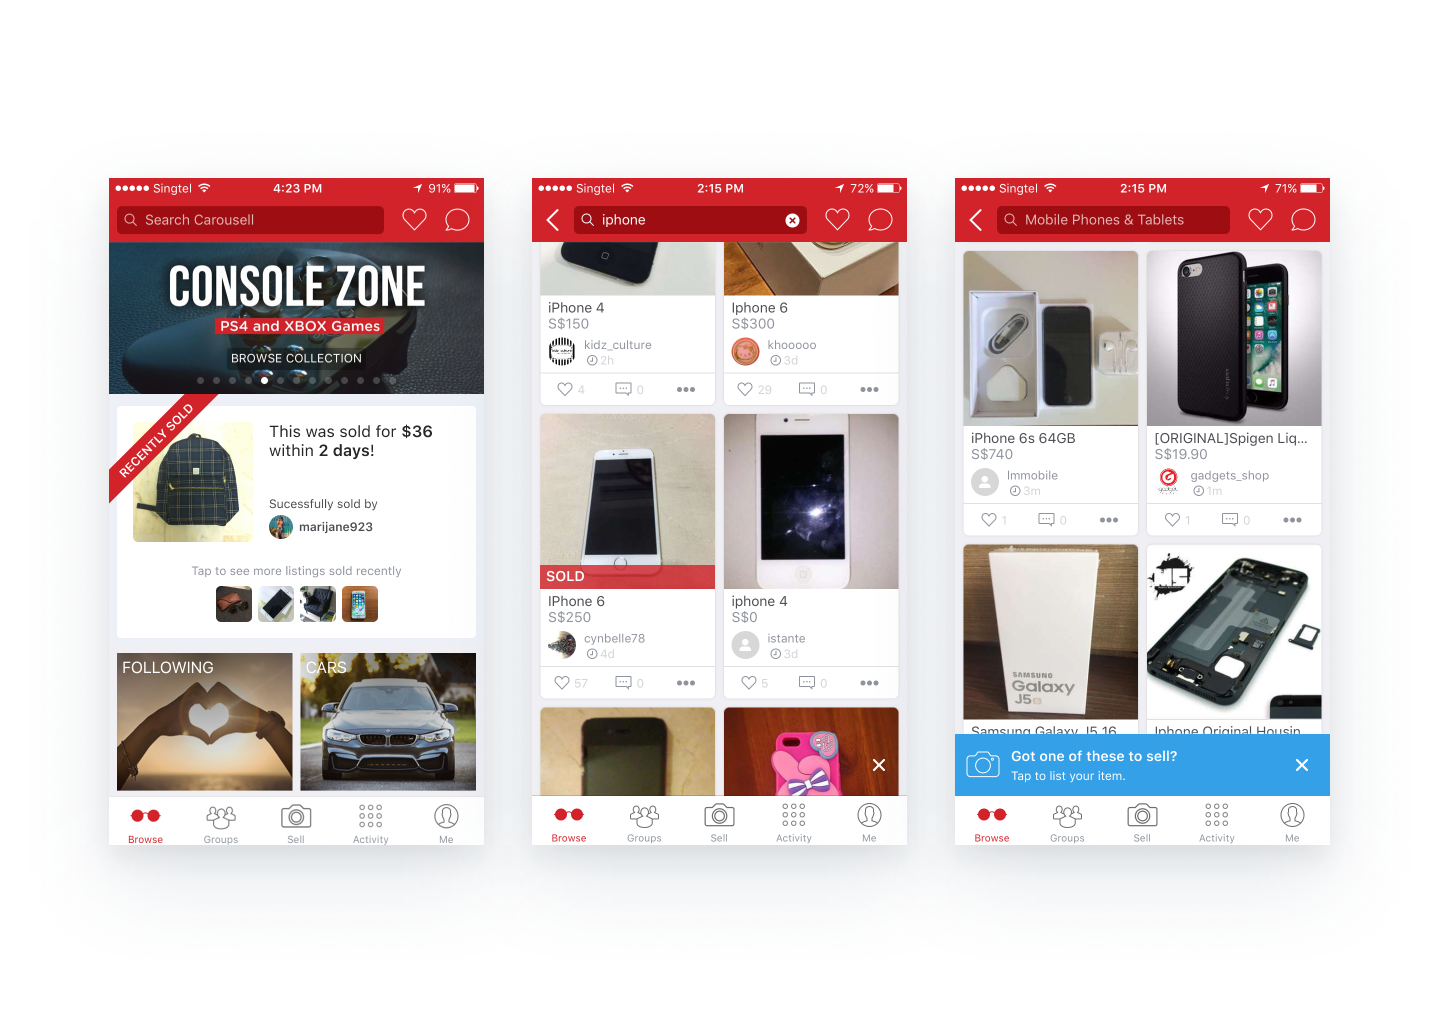 Singtel 4:23 PM 91%
Search Carousell
CONSOLE ZONE
PS4 and XBOX Games
BROWSE COLLECTION
RECENTLY SOLD
This was sold for $36
within 2 days!
Sucessfully sold by
marijane923
Tap to see more listings sold recently
FOLLOWING
CARS
Browse Groups Sell Activity Me
Singtel 2:15 PM 72%
iphone
iPhone 4
S$150
kidz_culture
2h
4 0
Iphone 6
S$300
khooooo
3d
29 0
SOLD
IPhone 6
S$250
cynbelle78
4d
57 0
iphone 4
S$0
istante
3d
5 0
Browse Groups Sell Activity Me
Singtel 2:15 PM 71%
Mobile Phones & Tablets
iPhone 6s 64GB
S$740
lmmobile
3m
1 0
[ORIGINAL]Spigen Liq...
S$19.90
gadgets_shop
1m
1 0
SAMSUNG
Galaxy
J5
Samsung Galaxy J5 16
Iphone Original Housin
Got one of these to sell?
Tap to list your item.
Browse Groups Sell Activity Me